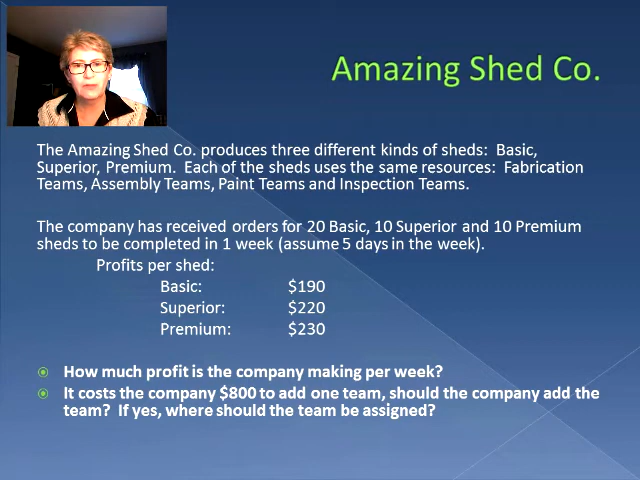 Amazing Shed Co.
The Amazing Shed Co. produces three different kinds of sheds: Basic,
Superior, Premium. Each of the sheds uses the same resources: Fabrication
Teams, Assembly Teams, Paint Teams and Inspection Teams.
The company has received orders for 20 Basic, 10 Superior and 10 Premium
sheds to be completed in 1 week (assume 5 days in the week).
Profits per shed:
Basic: $190
Superior: $220
Premium: $230
How much profit is the company making per week?
It costs the company $800 to add one team, should the company add the
team? If yes, where should the team be assigned?